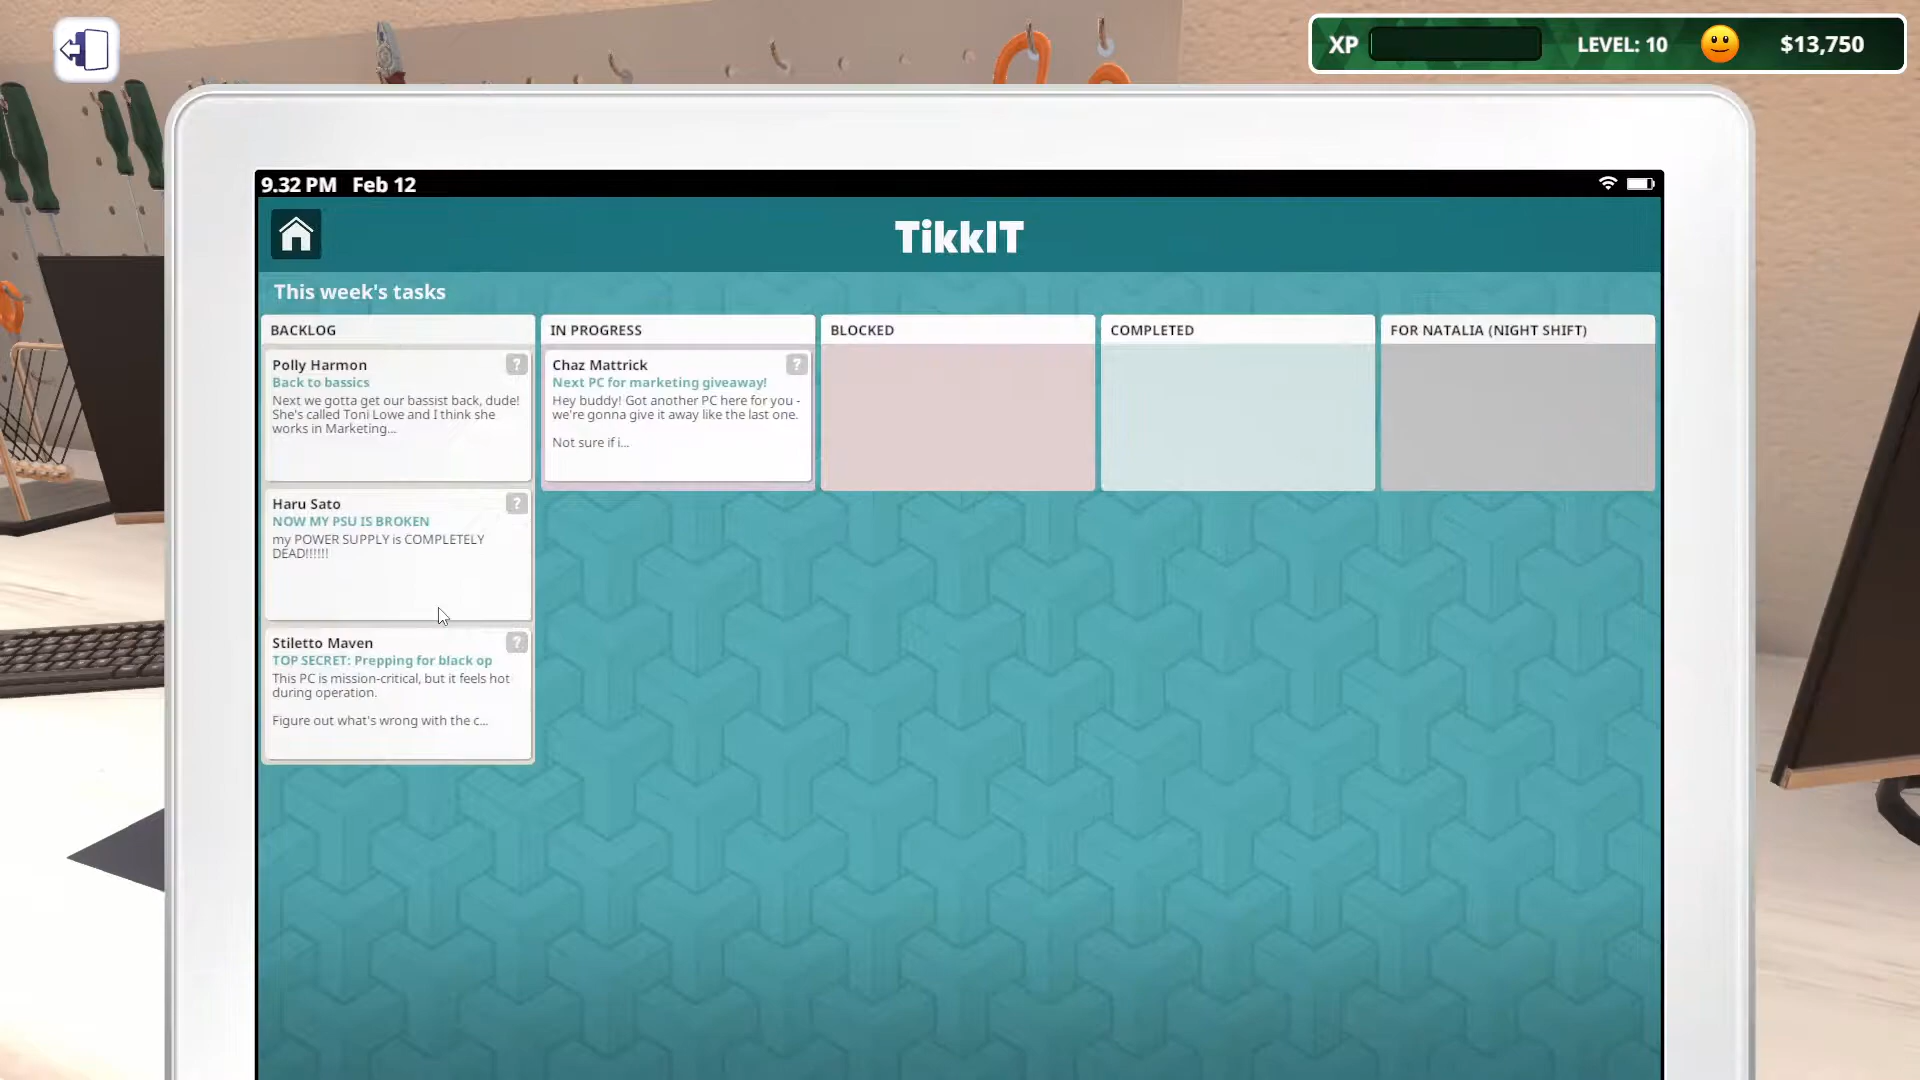 XP
LEVEL: 10
$13,750
9.32 PM Feb 12
TikkIT
This week's tasks
BACKLOG
Polly Harmon
?
Back to bassics
Next we gotta get our bassist back, dude!
She's called Toni Lowe and I think she
works in Marketing...
Haru Sato
?
NOW MY PSU IS BROKEN
my POWER SUPPLY is COMPLETELY
DEAD!!!!!!
Stiletto Maven
?
TOP SECRET: Prepping for black op
This PC is mission-critical, but it feels hot
during operation.
Figure out what's wrong with the c...
IN PROGRESS
Chaz Mattrick
?
Next PC for marketing giveaway!
Hey buddy! Got another PC here for you -
we're gonna give it away like the last one.
Not sure if i...
BLOCKED
COMPLETED
FOR NATALIA (NIGHT SHIFT)